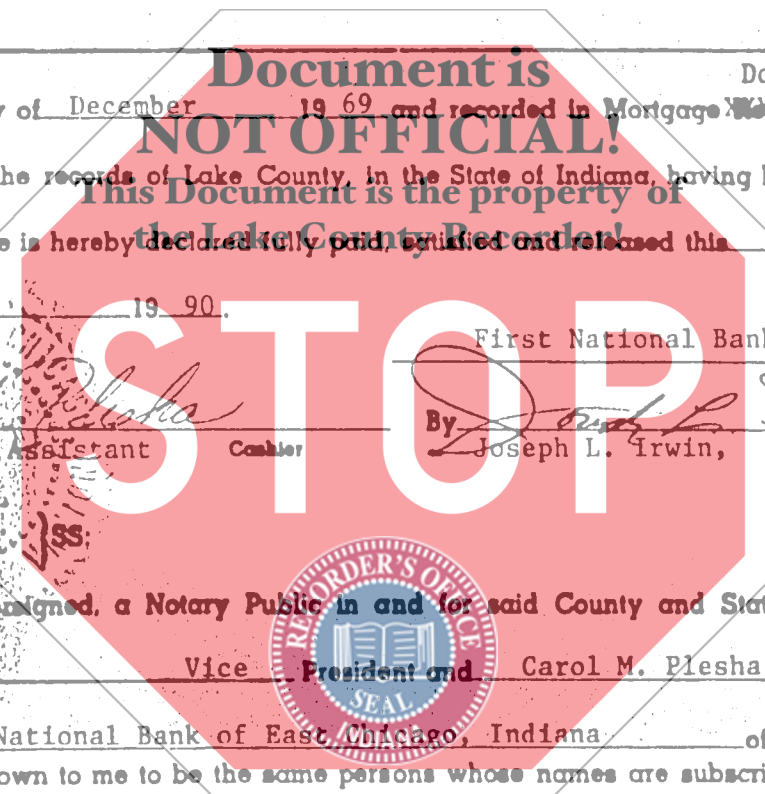 Document is
y of December 19 69 and recorded in Mortgage
NOT OFFICIAL!
he records of Lake County, in the State of Indiana, having
This Document is the property of
the Lake County Recorder!
e is hereby declared fully paid, satisfied and released this
19 90.
STOP
First National Bank
By
Assistant Cashier
Joseph L. Irwin,
SS:
signed, a Notary Public in and for said County and Stat
RECORDER'S OFFICE
Vice President and Carol M. Plesha
SEAL
National Bank of East Chicago, Indiana of
own to me to be the same persons whose names are subscri